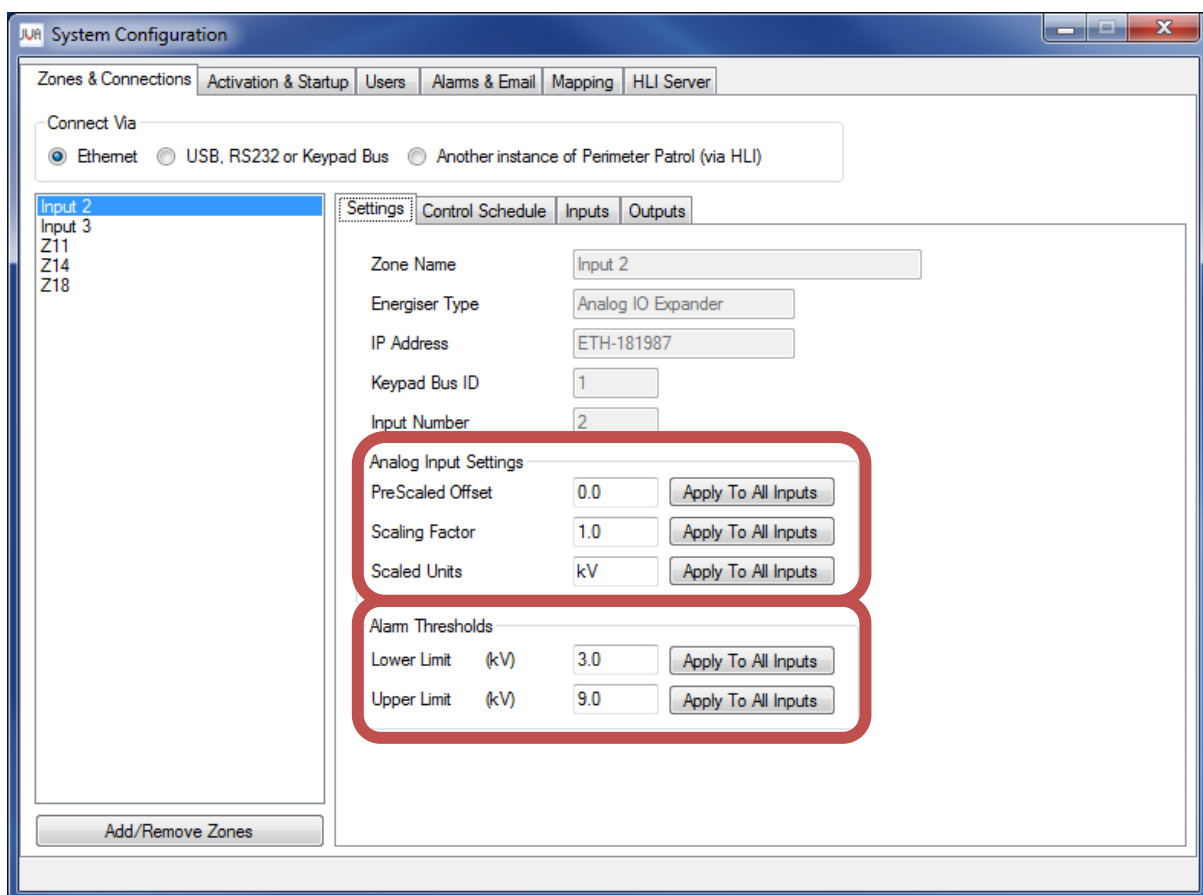 JVA System Configuration
Zones & Connections Activation & Startup Users Alarms & Email Mapping HLI Server
Connect Via
Ethernet USB, RS232 or Keypad Bus Another instance of Perimeter Patrol (via HLI)
Input 2
Input 3
Z11
Z14
Z18
Add/Remove Zones
Settings Control Schedule Inputs Outputs
Zone Name Input 2
Energiser Type Analog IO Expander
IP Address ETH-181987
Keypad Bus ID 1
Input Number 2
Analog Input Settings
PreScaled Offset 0.0 Apply To All Inputs
Scaling Factor 1.0 Apply To All Inputs
Scaled Units kV Apply To All Inputs
Alarm Thresholds
Lower Limit (kV) 3.0 Apply To All Inputs
Upper Limit (kV) 9.0 Apply To All Inputs